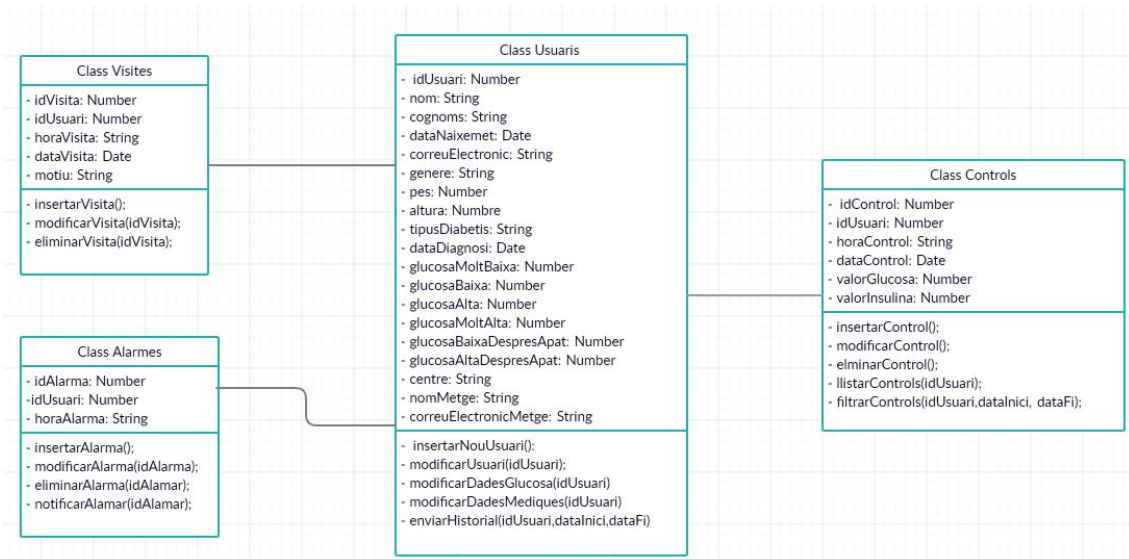 Class Visites
- idVisita: Number
- idUsuari: Number
- horaVisita: String
- dataVisita: Date
- motiu: String
- insertarVisita();
- modificarVisita(idVisita);
- eliminarVisita(idVisita);
Class Alarmes
- idAlarma: Number
-idUsuari: Number
- horaAlarma: String
- insertarAlarma();
- modificarAlarma(idAlarma);
- eliminarAlarma(idAlamar);
- notificarAlamar(idAlamar);
Class Usuaris
- idUsuari: Number
- nom: String
- cognoms: String
- dataNaixemet: Date
- correuElectronic: String
- genere: String
- pes: Number
- altura: Numbre
- tipusDiabetis: String
- dataDiagnosi: Date
- glucosaMoltBaixa: Number
- glucosaBaixa: Number
- glucosaAlta: Number
- glucosaMoltAlta: Number
- glucosaBaixaDespresApat: Number
- glucosaAltaDespresApat: Number
- centre: String
- nomMetge: String
- correuElectronicMetge: String
- insertarNouUsuari():
- modificarUsuari(idUsuari);
- modificarDadesGlucosa(idUsuari)
- modificarDadesMediques(idUsuari)
- enviarHistorial(idUsuari,dataInici,dataFi)
Class Controls
- idControl: Number
- idUsuari: Number
- horaControl: String
- dataControl: Date
- valorGlucosa: Number
- valorInsulina: Number
- insertarControl();
- modificarControl();
- elminarControl();
- llistarControls(idUsuari);
- filtrarControls(idUsuari,dataInici, dataFi);